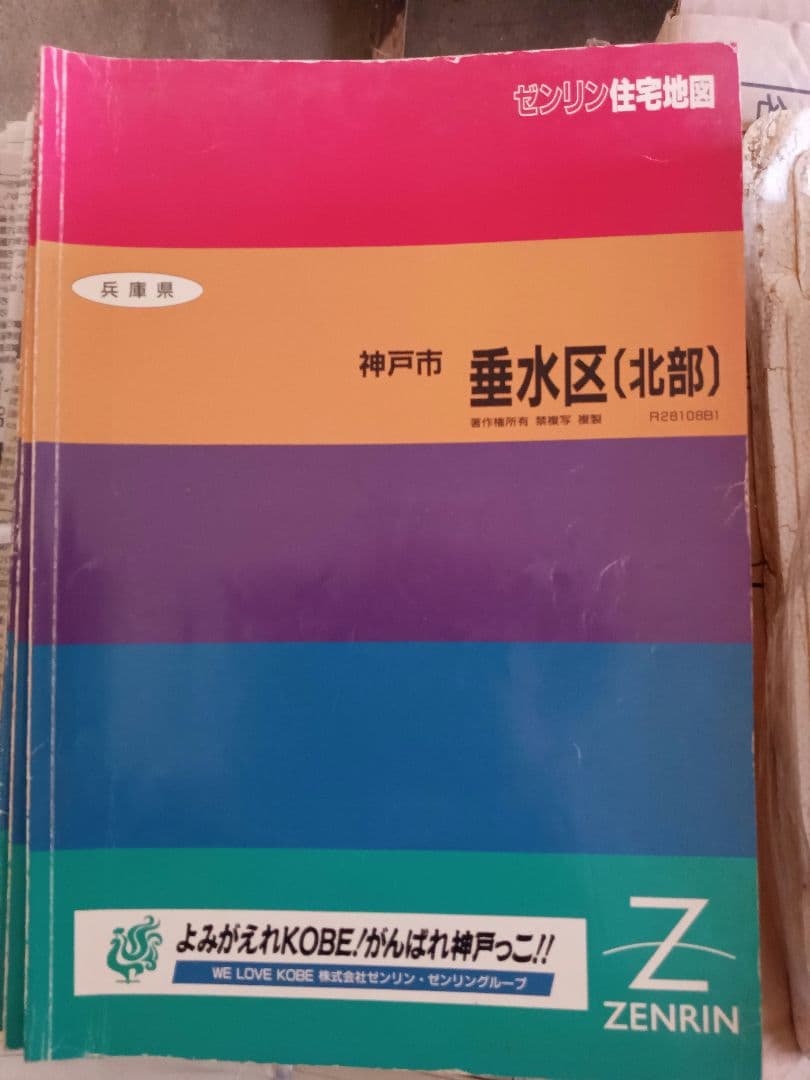 ゼンリン住宅地図
兵庫県
神戸市 垂水区(北部)
著作権所有 禁複写 複製 R28108B1
よみがえれKOBE!がんばれ神戸っこ!!
WE LOVE KOBE 株式会社ゼンリン・ゼンリングループ
Z
ZENRIN